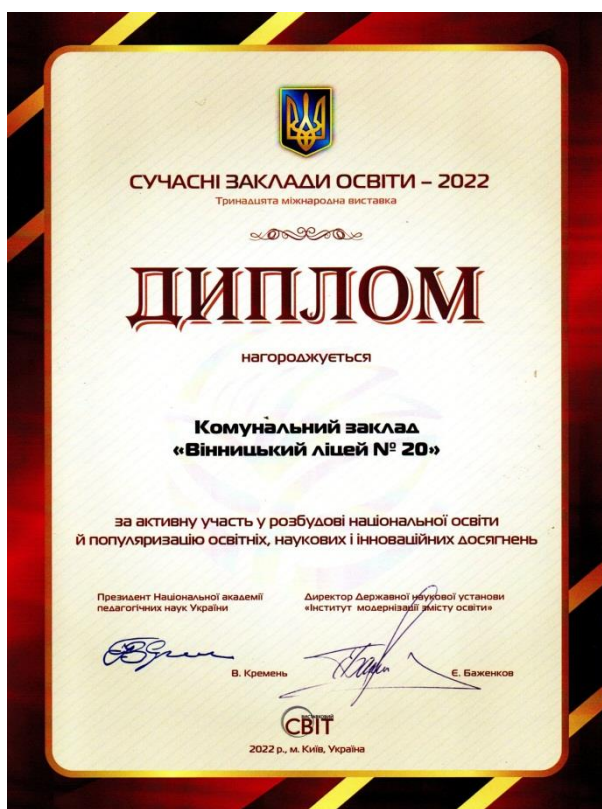 СУЧАСНІ ЗАКЛАДИ ОСВІТИ – 2022
Тринадцята міжнародна виставка
ДИПЛОМ
нагороджується
Комунальний заклад
«Вінницький ліцей № 20»
за активну участь у розбудові національної освіти
й популяризацію освітніх, наукових і інноваційних досягнень
Президент Національної академії
педагогічних наук України
Директор Державної наукової установи
«Інститут модернізації змісту освіти»
В. Кремень
Є. Баженков
ВИСТАВКОВИЙ
СВІТ
2022 р., м. Київ, Україна